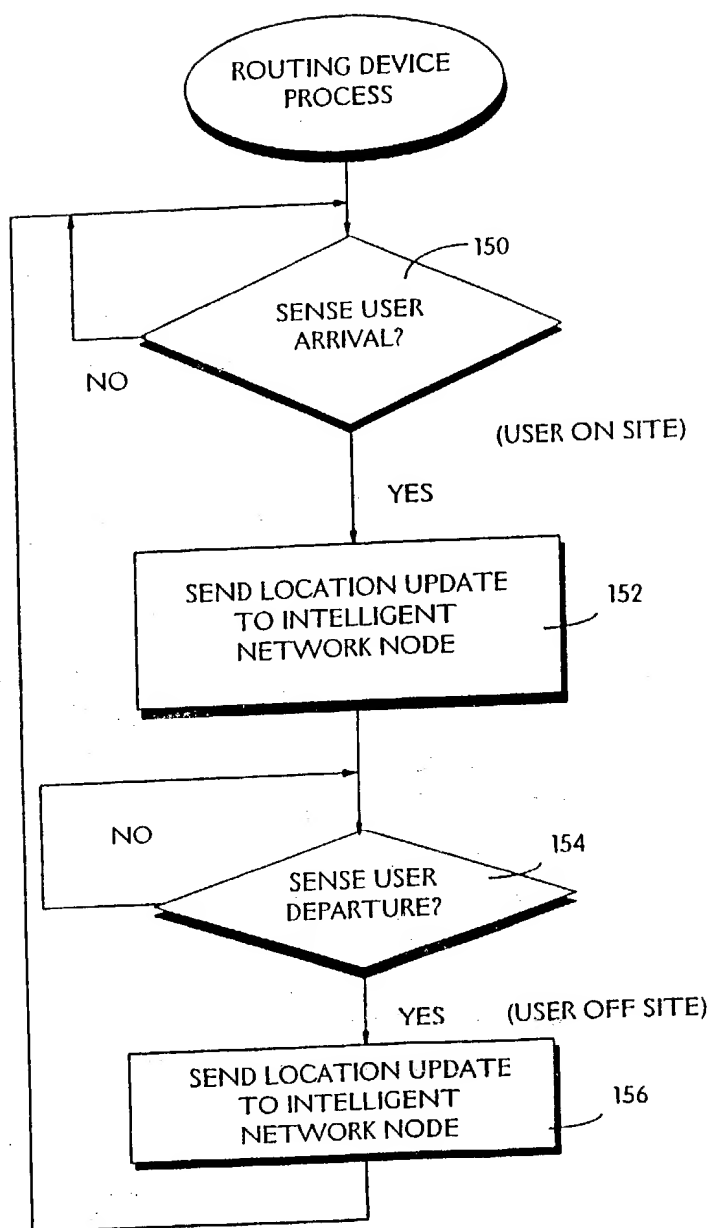 ROUTING DEVICE
PROCESS
150
SENSE USER
ARRIVAL?
NO
(USER ON SITE)
YES
SEND LOCATION UPDATE
TO INTELLIGENT
NETWORK NODE
152
NO
154
SENSE USER
DEPARTURE?
YES
(USER OFF SITE)
SEND LOCATION UPDATE
TO INTELLIGENT
NETWORK NODE
156